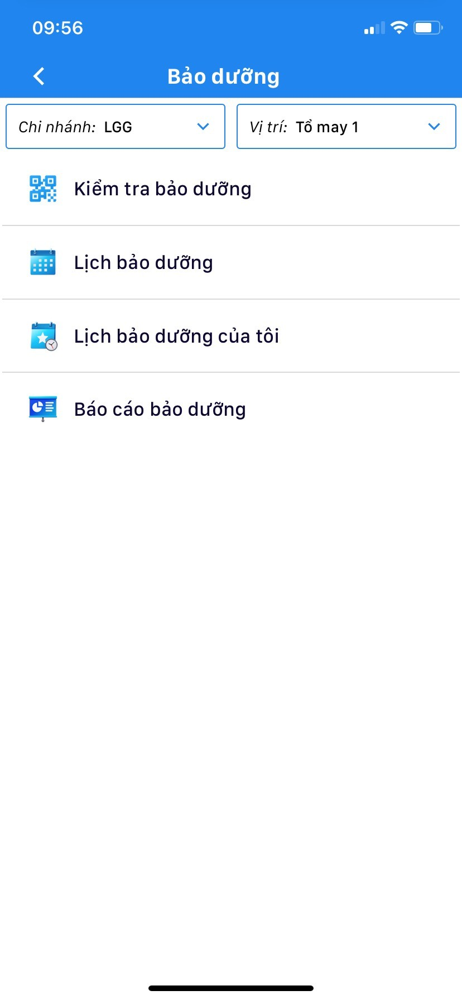 09:56
Bảo dưỡng
Chi nhánh: LGG
Vị trí: Tổ may 1
Kiểm tra bảo dưỡng
Lịch bảo dưỡng
Lịch bảo dưỡng của tôi
Báo cáo bảo dưỡng